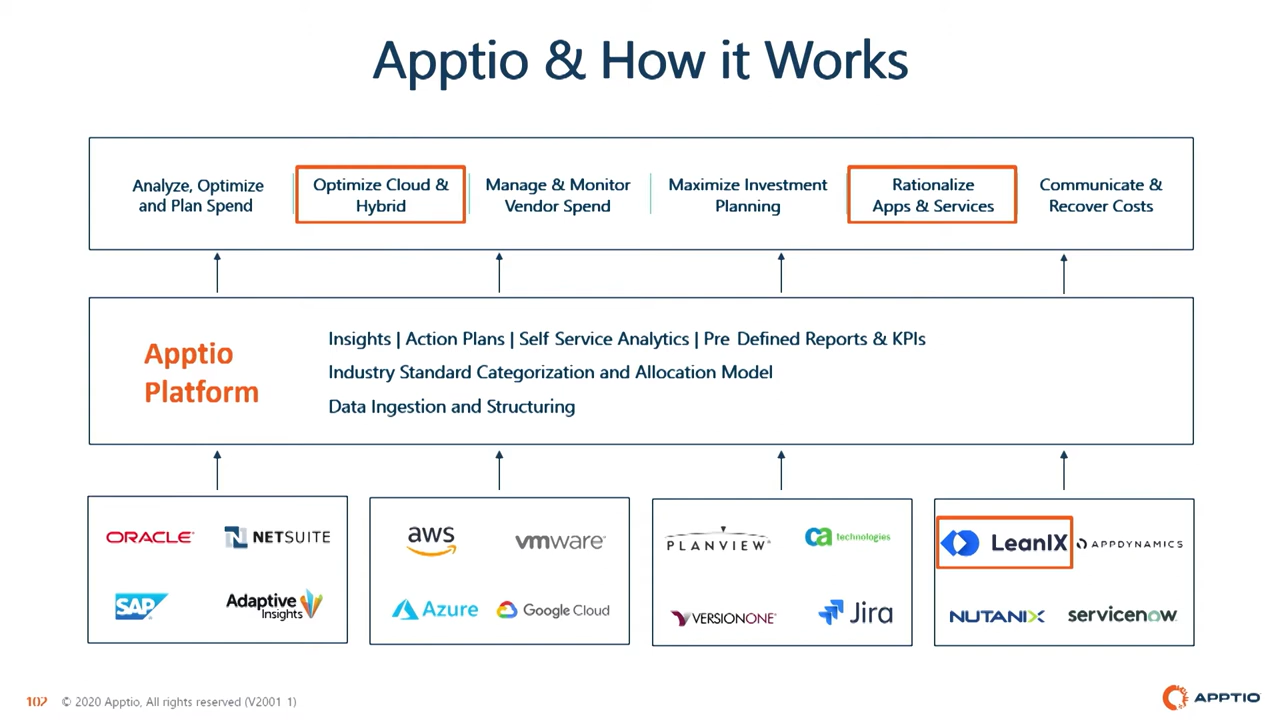 Apptio & How it Works
Analyze, Optimize
and Plan Spend
Optimize Cloud &
Hybrid
Manage & Monitor
Vendor Spend
Maximize Investment
Planning
Rationalize
Apps & Services
Communicate &
Recover Costs
Apptio
Platform
Insights | Action Plans | Self Service Analytics | Pre Defined Reports & KPIs
Industry Standard Categorization and Allocation Model
Data Ingestion and Structuring
ORACLE
NETSUITE
SAP
Adaptive
Insights
aws
vmware
Azure
Google Cloud
PLANVIEW
ca technologies
VERSIONONE
Jira
LeanIX
APPDYNAMICS
NUTANIX
servicenow
102 © 2020 Apptio, All rights reserved (V2001 1)
APPTIO